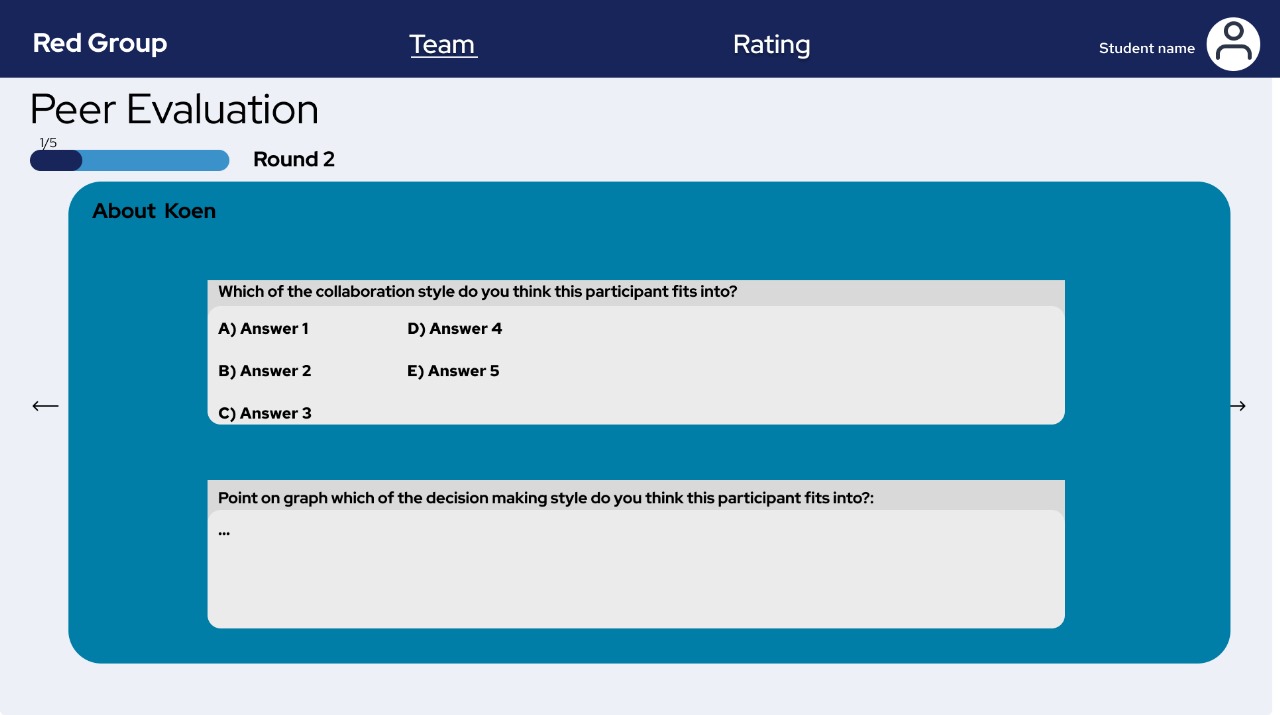 Red Group
Team
Rating
Student name
Peer Evaluation
1/5
Round 2
About Koen
Which of the collaboration style do you think this participant fits into?
A) Answer 1
D) Answer 4
B) Answer 2
E) Answer 5
C) Answer 3
Point on graph which of the decision making style do you think this participant fits into?:
...